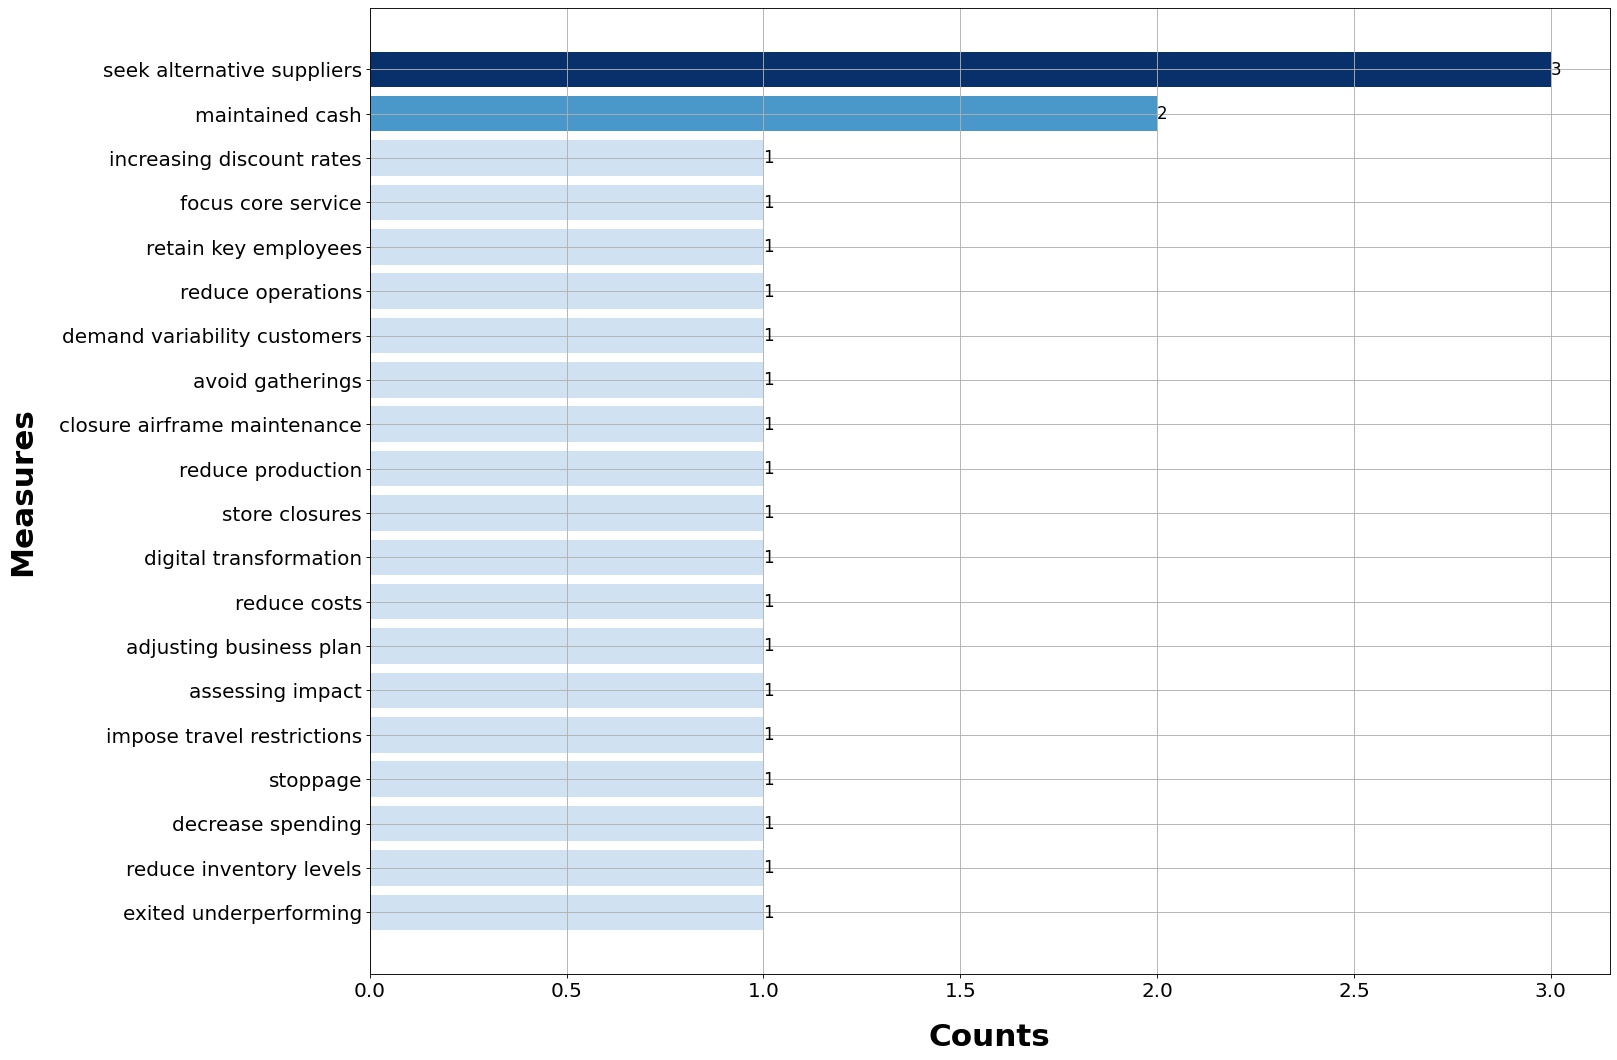 seek alternative suppliers 3
maintained cash 2
increasing discount rates 1
focus core service 1
retain key employees 1
reduce operations 1
demand variability customers 1
avoid gatherings 1
closure airframe maintenance 1
reduce production 1
store closures 1
digital transformation 1
reduce costs 1
adjusting business plan 1
assessing impact 1
impose travel restrictions 1
stoppage 1
decrease spending 1
reduce inventory levels 1
exited underperforming 1
Measures
0.0 0.5 1.0 1.5 2.0 2.5 3.0
Counts